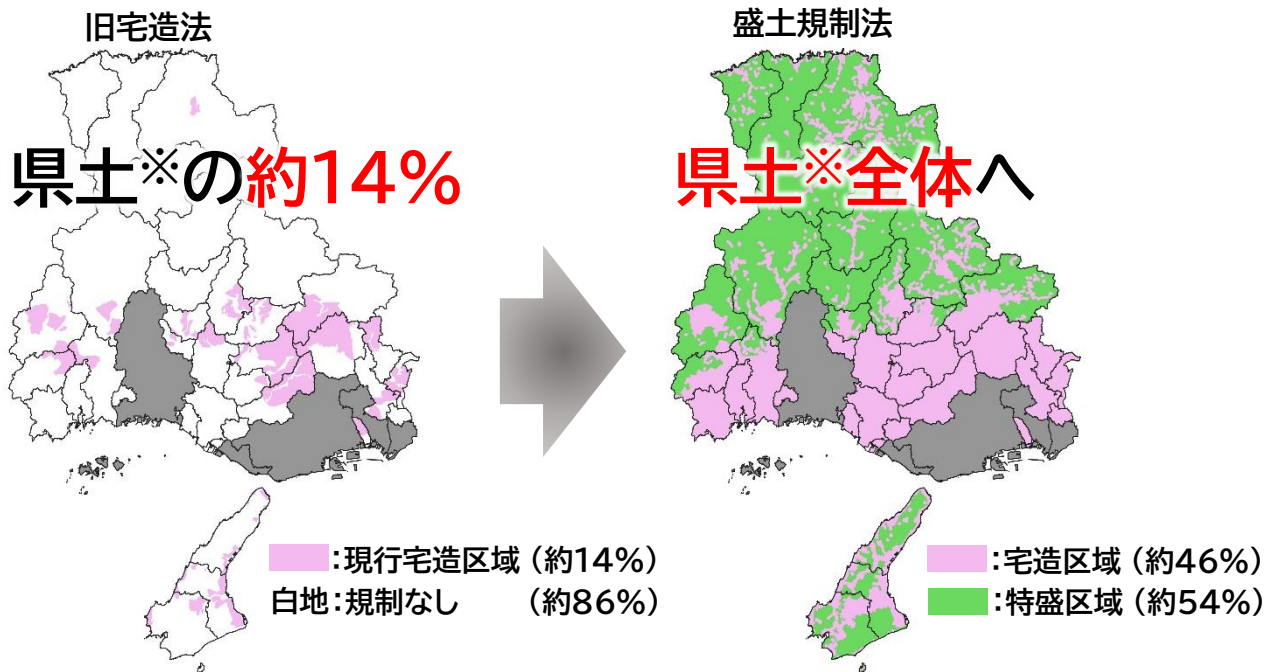 旧宅造法
県土※の約14%
現行宅造区域 (約14%)
白地:規制なし (約86%)
盛土規制法
県土※全体へ
:宅造区域 (約46%)
:特盛区域 (約54%)